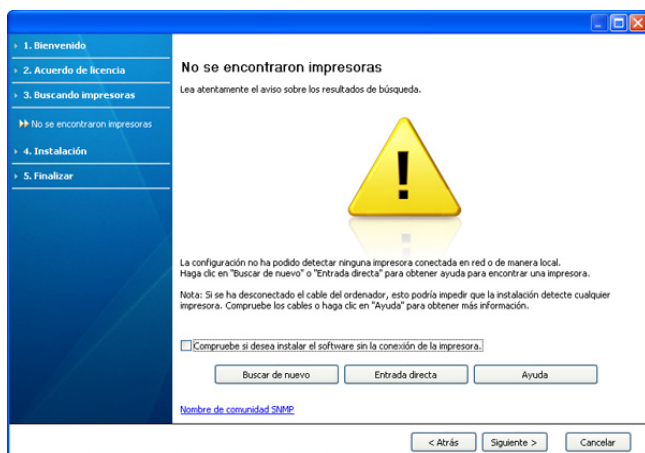 1. Bienvenido
2. Acuerdo de licencia
3. Buscando impresoras
No se encontraron impresoras
4. Instalación
5. Finalizar
No se encontraron impresoras
Lea atentamente el aviso sobre los resultados de búsqueda.
La configuración no ha podido detectar ninguna impresora conectada en red o de manera local.
Haga clic en "Buscar de nuevo" o "Entrada directa" para obtener ayuda para encontrar una impresora.
Nota: Si se ha desconectado el cable del ordenador, esto podría impedir que la instalación detecte cualquier
impresora. Compruebe los cables o haga clic en "Ayuda" para obtener más información.
Compruebe si desea instalar el software sin la conexión de la impresora.
Buscar de nuevo
Entrada directa
Ayuda
Nombre de comunidad SNMP
< Atrás
Siguiente >
Cancelar